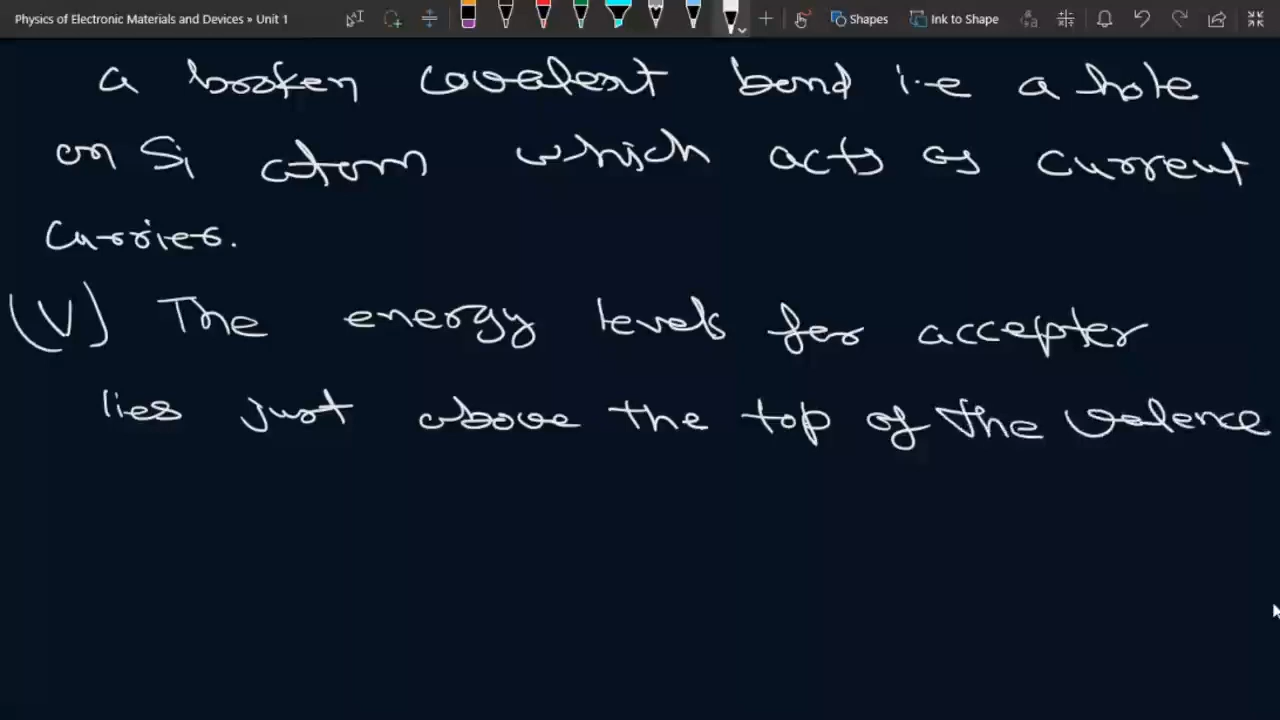 Physics of Electronic Materials and Devices » Unit 1
Shapes
Ink to Shape
a broken covalent bond i.e a hole
on Si atom which acts as current
carrier.
(V) The energy levels for accepter
lies just above the top of the valence